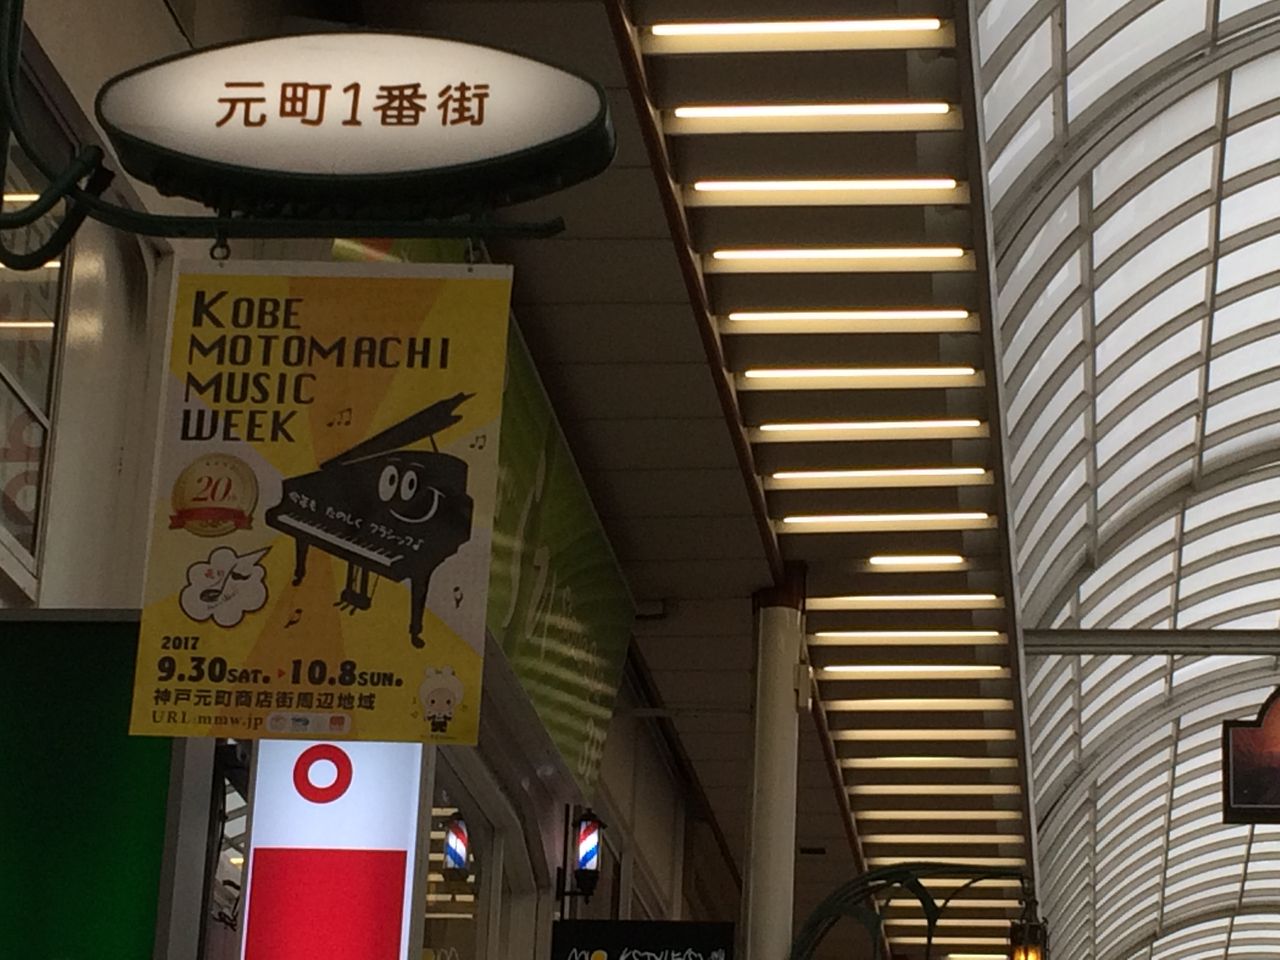 元町1番街
KOBE
MOTOMACHI
MUSIC
WEEK
20th
今年も たのしく クラシック♪
2017
9.30SAT. ▶10.8SUN.
神戸元町商店街周辺地域
URL mmw.jp